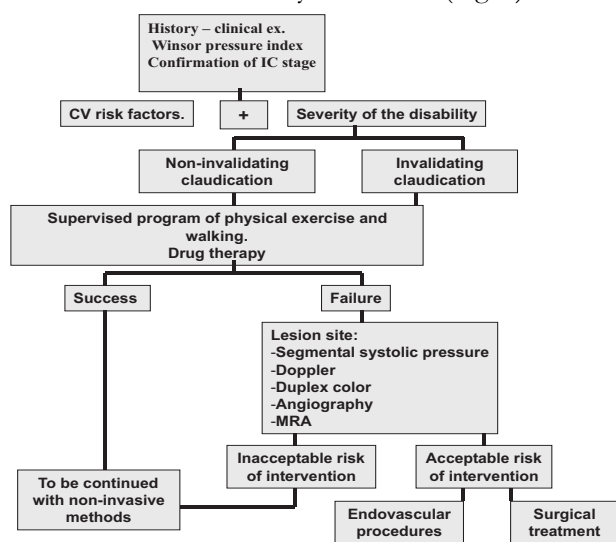 History – clinical ex.
Winsor pressure index
Confirmation of IC stage
CV risk factors.
+
Severity of the disability
Non-invalidating
claudication
Invalidating
claudication
Supervised program of physical exercise and
walking.
Drug therapy
Success
Failure
Lesion site:
-Segmental systolic pressure
-Doppler
-Duplex color
-Angiography
-MRA
Inacceptable risk
of intervention
Acceptable risk
of intervention
To be continued
with non-invasive
methods
Endovascular
procedures
Surgical
treatment